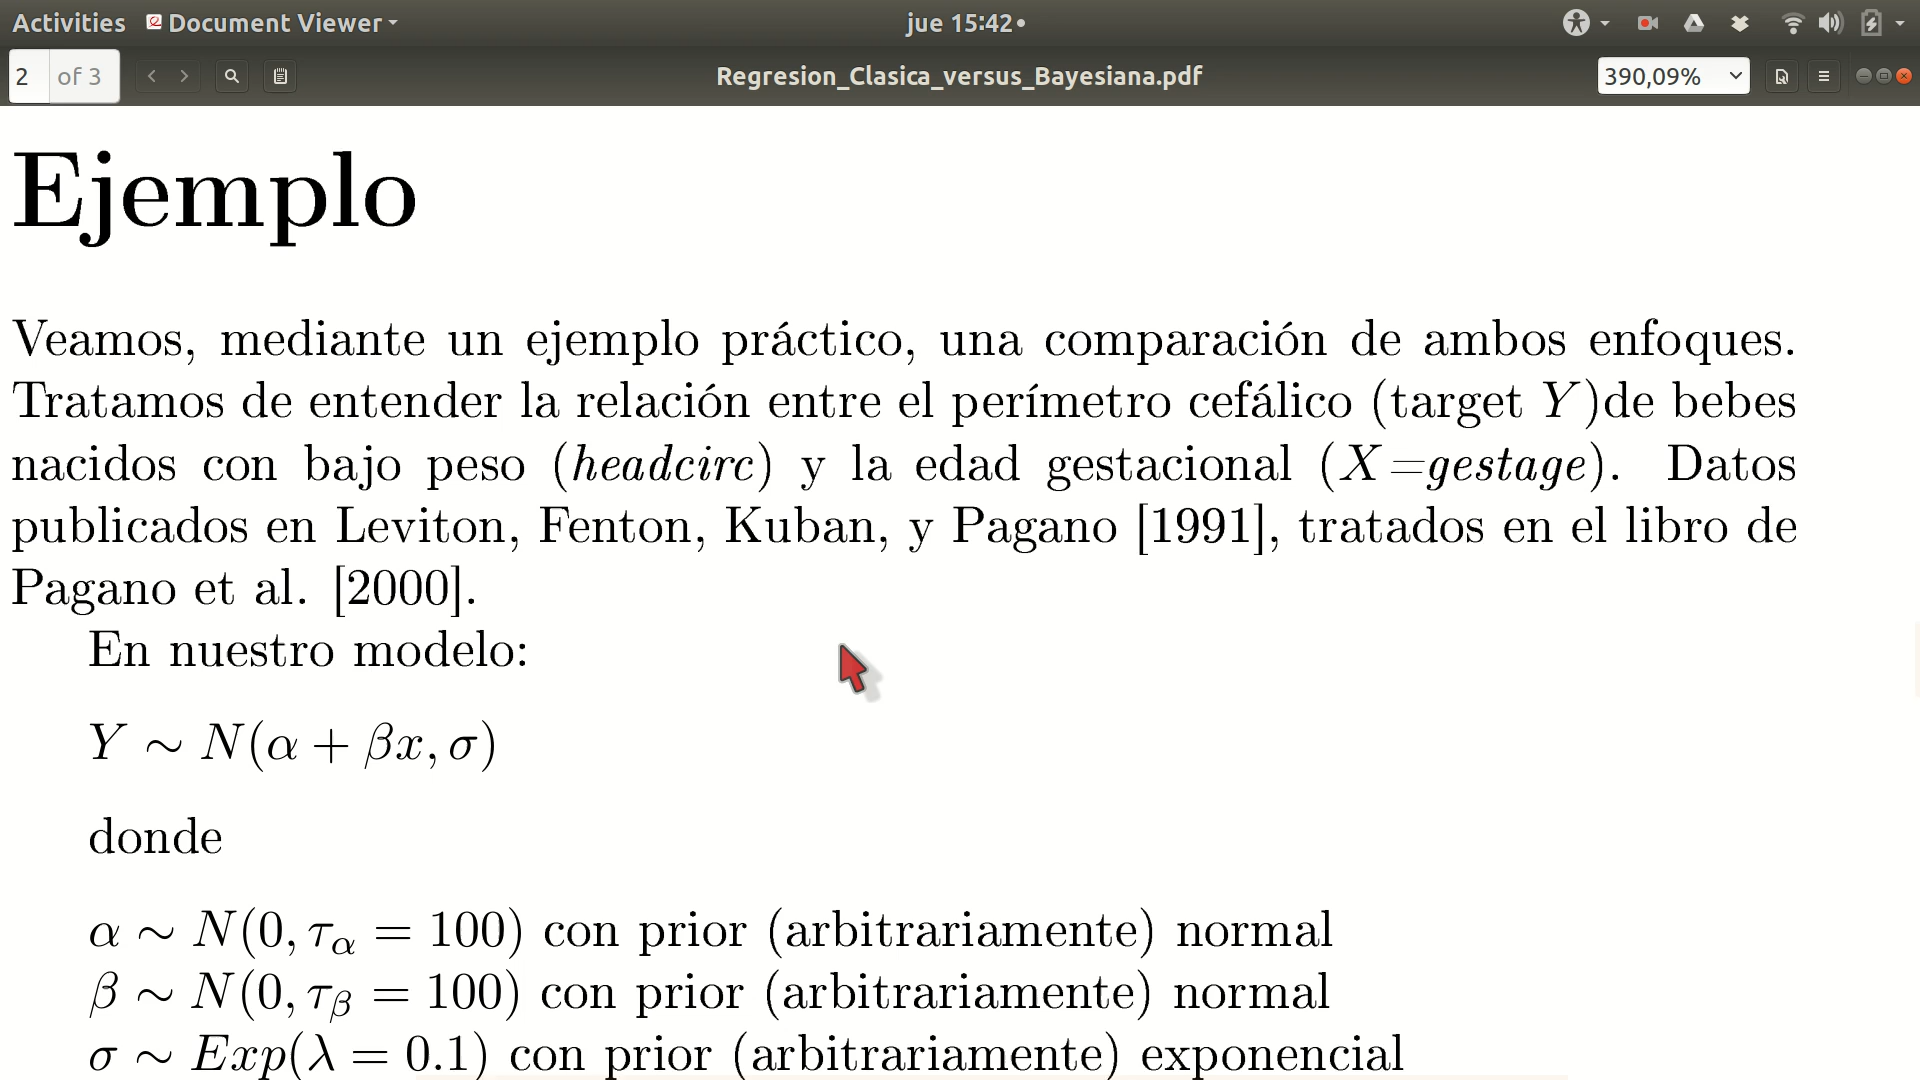 Activities Document Viewer jue 15:42
2 of 3 Regresion_Clasica_versus_Bayesiana.pdf 390,09%
Ejemplo
Veamos, mediante un ejemplo práctico, una comparación de ambos enfoques.
Tratamos de entender la relación entre el perímetro cefálico (target Y)de bebes
nacidos con bajo peso (headcirc) y la edad gestacional (X=gestage). Datos
publicados en Leviton, Fenton, Kuban, y Pagano [1991], tratados en el libro de
Pagano et al. [2000].
En nuestro modelo:
Y ∼ N(α + βx, σ)
donde
α ∼ N(0, τα = 100) con prior (arbitrariamente) normal
β ∼ N(0, τβ = 100) con prior (arbitrariamente) normal
σ ∼ Exp(λ = 0.1) con prior (arbitrariamente) exponencial